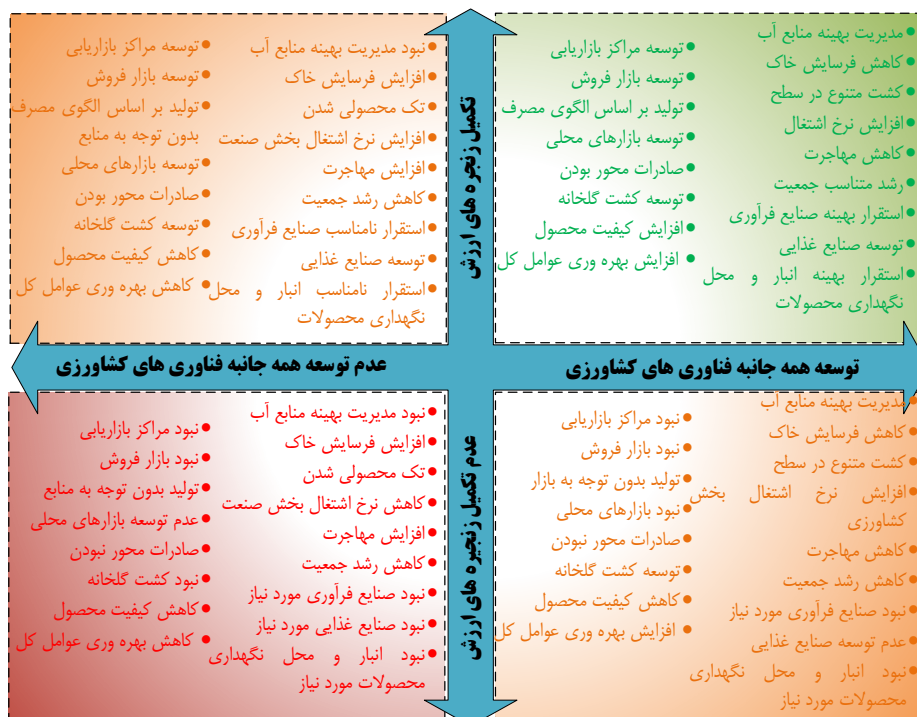 مدیریت بهینه منابع آب
کاهش فرسایش خاک
کشت متنوع در سطح
افزایش نرخ اشتغال
کاهش مهاجرت
رشد متناسب جمعیت
استقرار بهینه صنایع فرآوری
توسعه صنایع غذایی
استقرار بهینه انبار و محل
نگهداری محصولات
توسعه مراکز بازاریابی
توسعه بازار فروش
تولید بر اساس الگوی مصرف
توسعه بازارهای محلی
صادرات محور بودن
توسعه کشت گلخانه
افزایش کیفیت محصول
افزایش بهره وری عوامل کل
تکمیل زنجره های ارزش
نبود مدیریت بهینه منابع آب
افزایش فرسایش خاک
تک محصولی شدن
افزایش نرخ اشتغال بخش صنعت
افزایش مهاجرت
کاهش رشد جمعیت
استقرار نامناسب صنایع فرآوری
توسعه صنایع غذایی
استقرار نامناسب انبار و محل
نگهداری محصولات
توسعه مراکز بازاریابی
توسعه بازار فروش
تولید بر اساس الگوی مصرف
بدون توجه به منابع
توسعه بازارهای محلی
صادرات محور بودن
توسعه کشت گلخانه
کاهش کیفیت محصول
کاهش بهره وری عوامل کل
توسعه همه جانبه فناوری های کشاورزی
عدم توسعه همه جانبه فناوری های کشاورزی
مدیریت بهینه منابع آب
کاهش فرسایش خاک
کشت متنوع در سطح
افزایش نرخ اشتغال بخش
کشاورزی
کاهش مهاجرت
کاهش رشد جمعیت
نبود صنایع فرآوری مورد نیاز
عدم توسعه صنایع غذایی
نبود انبار و محل نگهداری
محصولات مورد نیاز
نبود مراکز بازاریابی
نبود بازار فروش
تولید بدون توجه به بازار
نبود بازارهای محلی
صادرات محور نبودن
توسعه کشت گلخانه
کاهش کیفیت محصول
افزایش بهره وری عوامل کل
عدم تکمیل زنجیره های ارزش
نبود مدیریت بهینه منابع آب
افزایش فرسایش خاک
تک محصولی شدن
کاهش نرخ اشتغال بخش صنعت
افزایش مهاجرت
کاهش رشد جمعیت
نبود صنایع فرآوری مورد نیاز
نبود صنایع غذایی مورد نیاز
نبود انبار و محل نگهداری
محصولات مورد نیاز
نبود مراکز بازاریابی
نبود بازار فروش
تولید بدون توجه به منابع
عدم توسعه بازارهای محلی
صادرات محور نبودن
نبود کشت گلخانه
کاهش کیفیت محصول
کاهش بهره وری عوامل کل